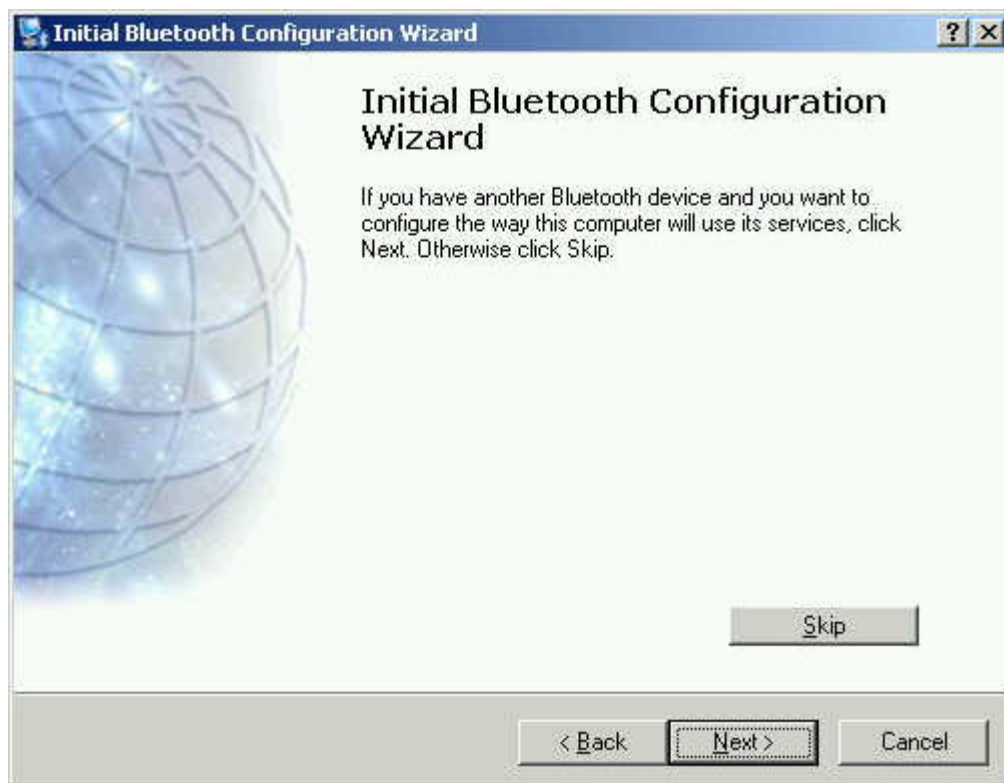 Initial Bluetooth Configuration Wizard
Initial Bluetooth Configuration
Wizard
If you have another Bluetooth device and you want to
configure the way this computer will use its services, click
Next. Otherwise click Skip.
Skip
< Back
Next >
Cancel